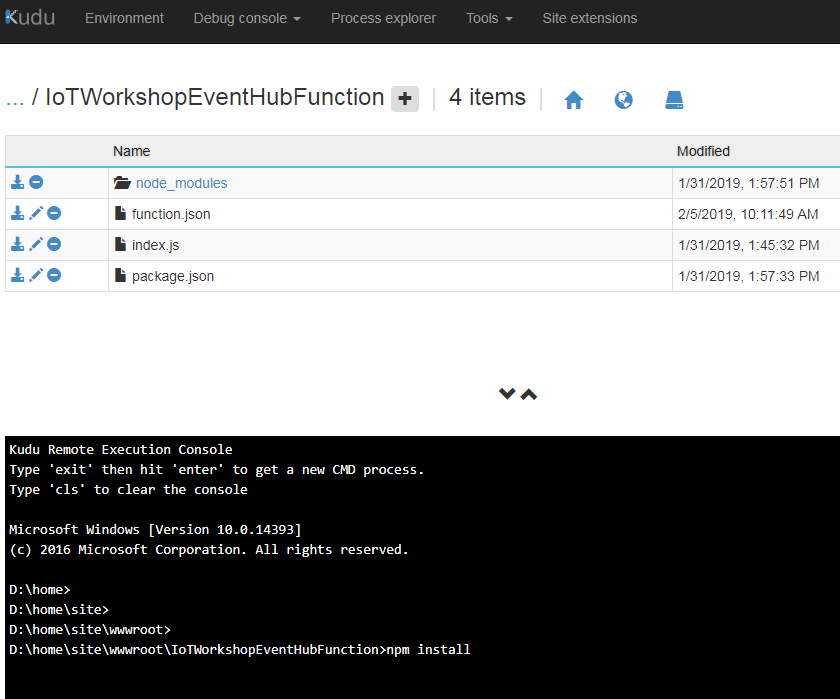 Kudu Environment Debug console Process explorer Tools Site extensions
... / IoTWorkshopEventHubFunction + | 4 items |
Name Modified
node_modules 1/31/2019, 1:57:51 PM
function.json 2/5/2019, 10:11:49 AM
index.js 1/31/2019, 1:45:32 PM
package.json 1/31/2019, 1:57:33 PM
Kudu Remote Execution Console
Type 'exit' then hit 'enter' to get a new CMD process.
Type 'cls' to clear the console
Microsoft Windows [Version 10.0.14393]
(c) 2016 Microsoft Corporation. All rights reserved.
D:\home>
D:\home\site>
D:\home\site\wwwroot>
D:\home\site\wwwroot\IoTWorkshopEventHubFunction>npm install